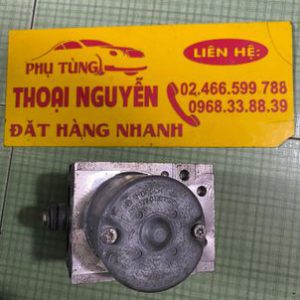 PHỤ TÙNG
THOẠI NGUYỄN
ĐẶT HÀNG NHANH
LIÊN HỆ:
02.466.599.788
0968.33.88.39